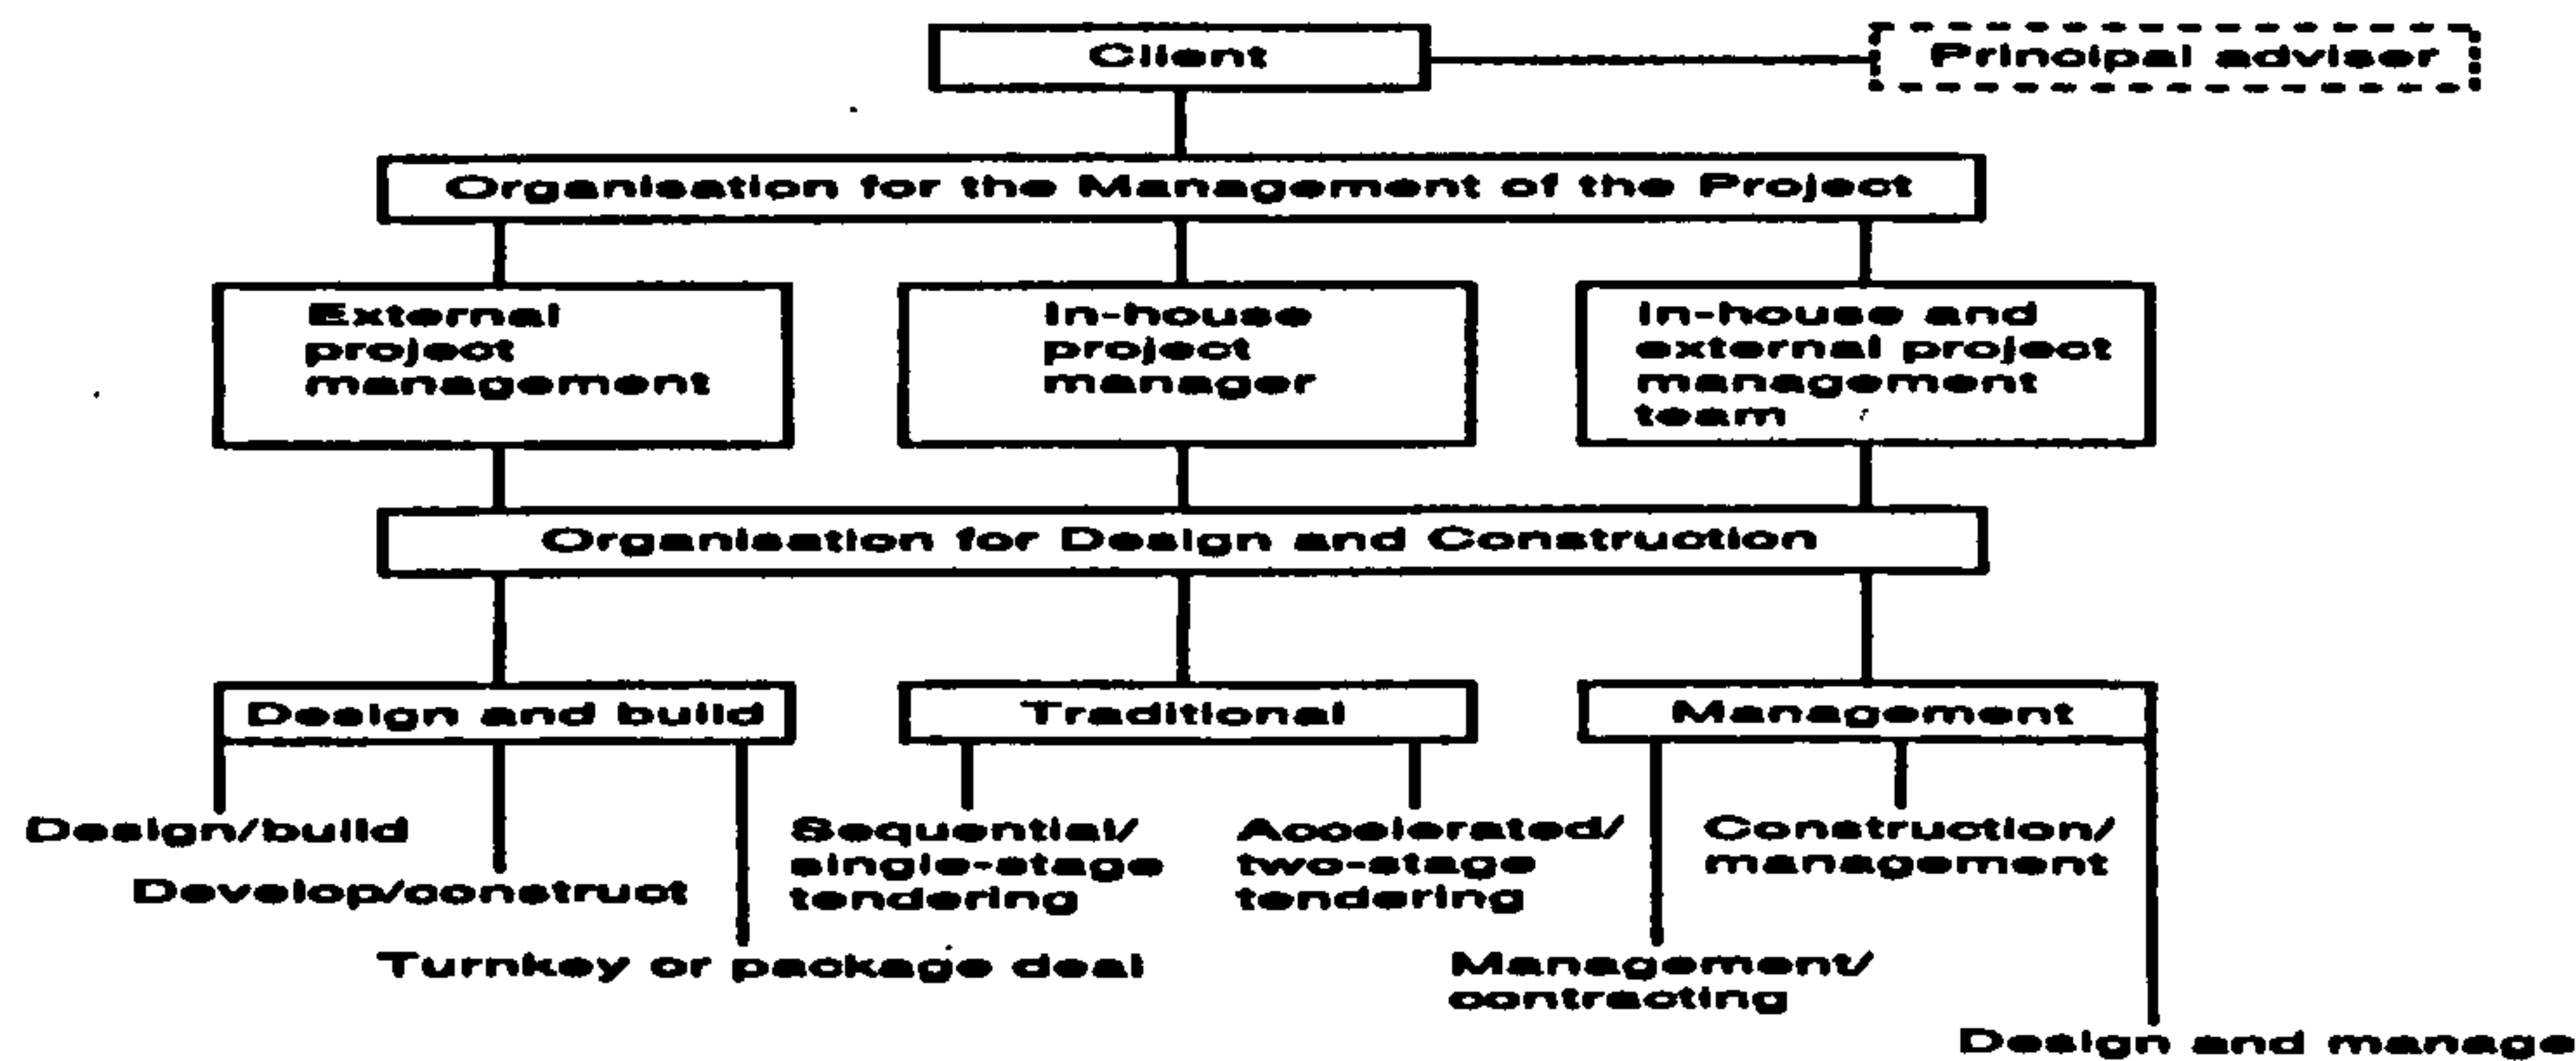 Client
Principal adviser
Organisation for the Management of the Project
External
project
management
In-house
project
manager
In-house and
external project
management
team
Organisation for Design and Construction
Design and build
Traditional
Management
Design/build
Develop/construct
Turnkey or package deal
Sequential/
single-stage
tendering
Accelerated/
two-stage
tendering
Construction/
management
Management/
contracting
Design and manage